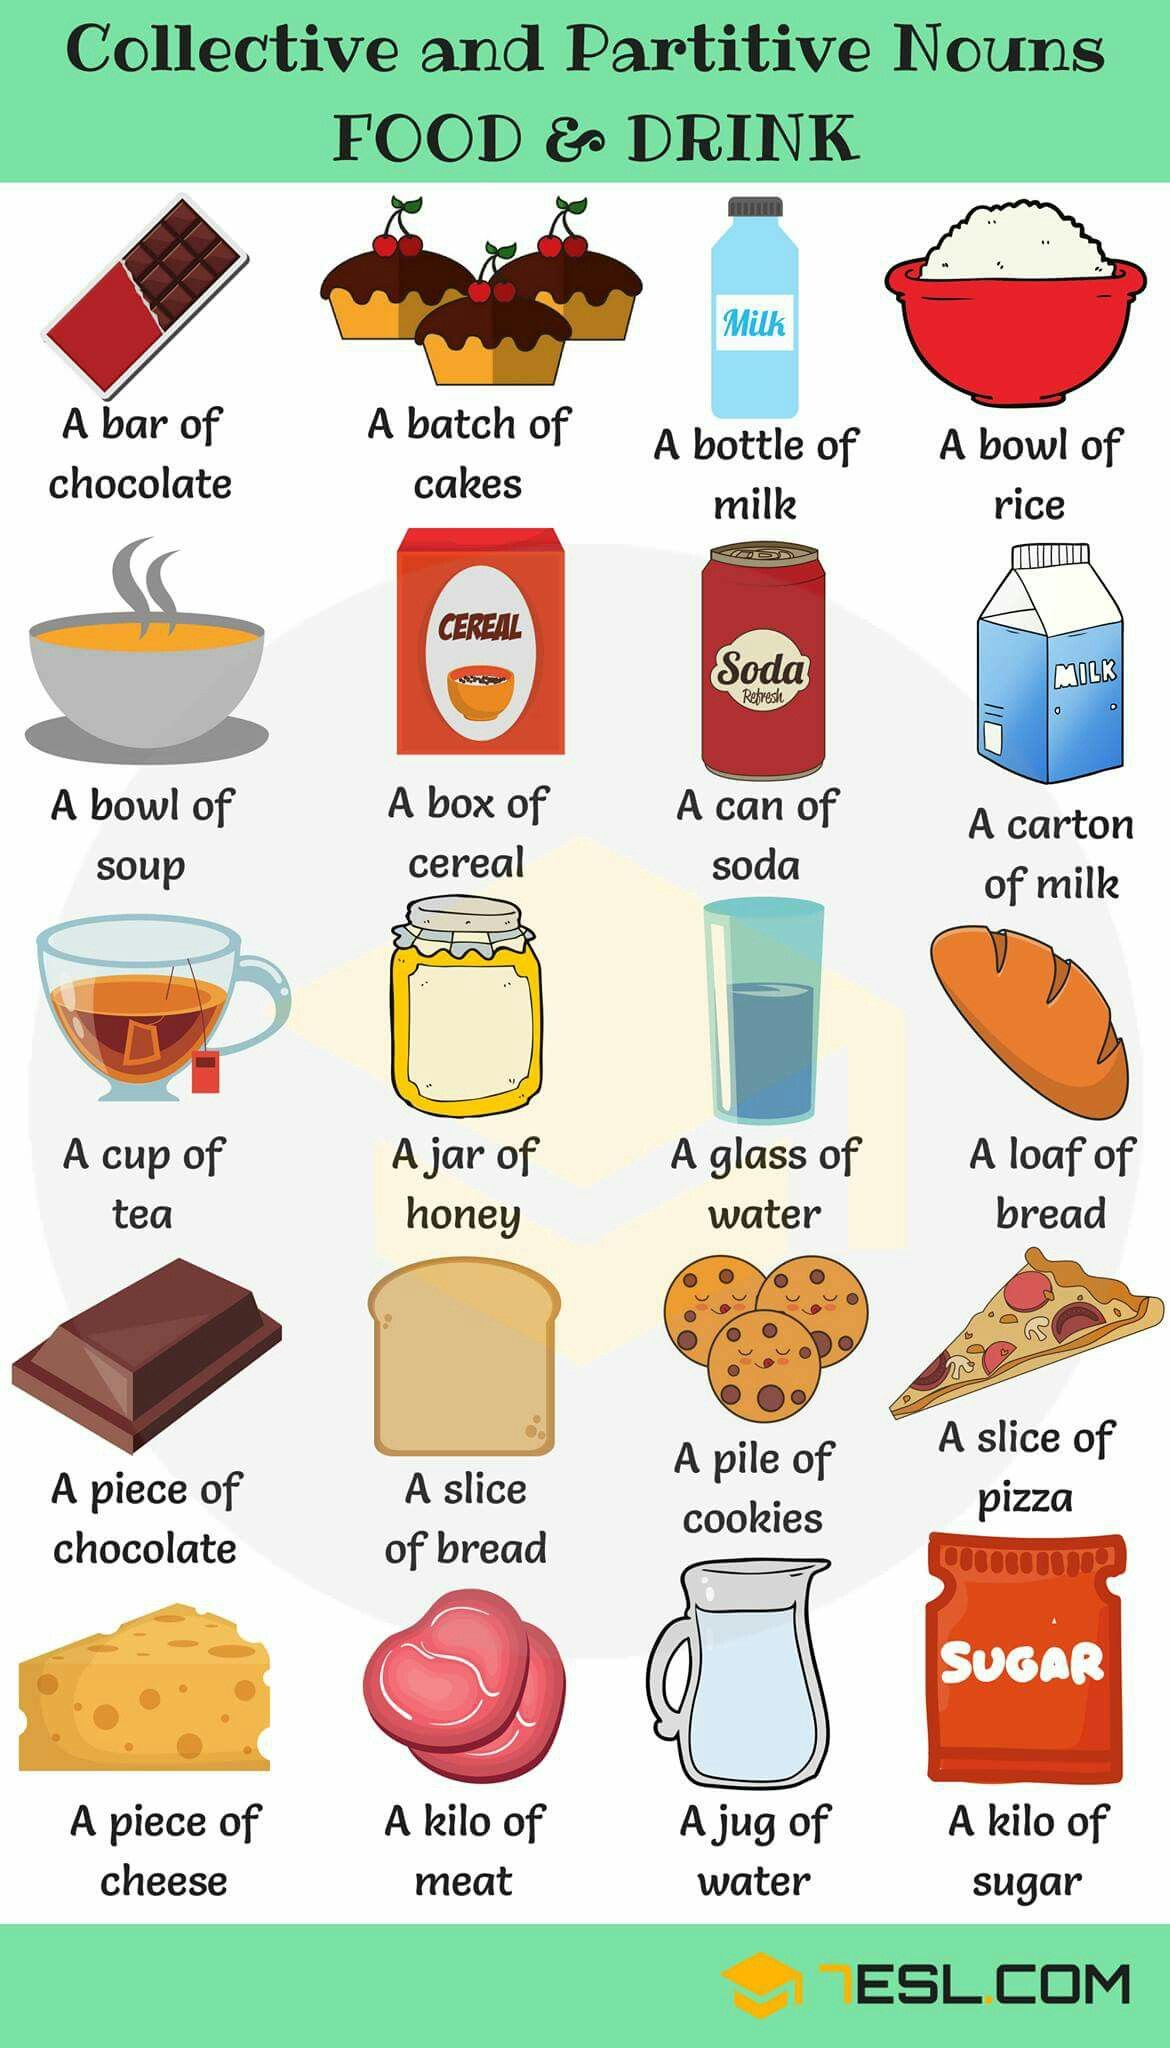 Collective and Partitive Nouns
FOOD & DRINK
Milk
A bar of
chocolate
A batch of
cakes
A bottle of
milk
A bowl of
rice
CEREAL
Soda
Refresh
MILK
A bowl of
soup
A box of
cereal
A can of
soda
A carton
of milk
A cup of
tea
A jar of
honey
A glass of
water
A loaf of
bread
A piece of
chocolate
A slice
of bread
A pile of
cookies
A slice of
pizza
SUGAR
A piece of
cheese
A kilo of
meat
A jug of
water
A kilo of
sugar
7ESL.COM